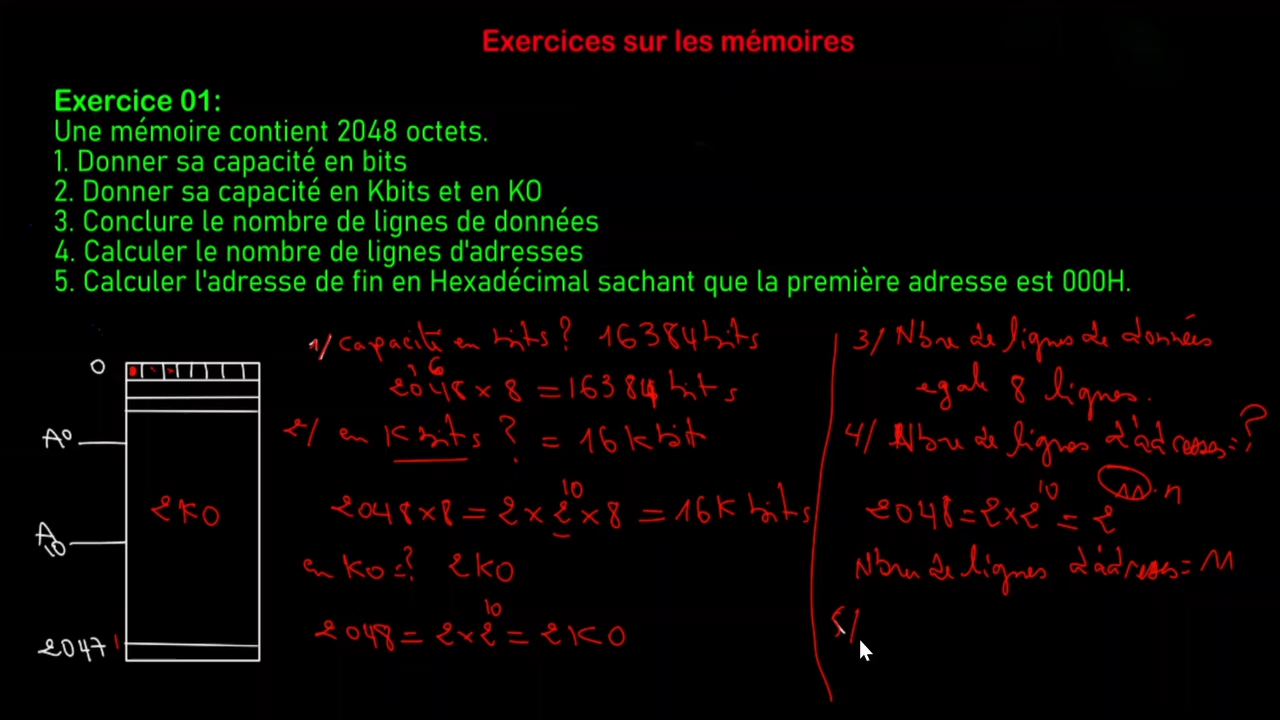 Exercices sur les mémoires
Exercice 01:
Une mémoire contient 2048 octets.
1. Donner sa capacité en bits
2. Donner sa capacité en Kbits et en KO
3. Conclure le nombre de lignes de données
4. Calculer le nombre de lignes d'adresses
5. Calculer l'adresse de fin en Hexadécimal sachant que la première adresse est 000H.
0
A0
2KO
A10
2047
1/ capacité en bits ? 16384 bits
2048 × 8 = 16384 bits
2/ en K bits ? = 16 kbit
2048×8 = 2×2^10×8 = 16K bits
en KO = ? 2KO
2048 = 2×2^10 = 2KO
3/ Nbre de lignes de données
egale 8 lignes.
4/ Nbre de lignes d'adresses = ?
2048 = 2×2^10 = 2^11 n
Nbre de lignes d'adresses = 11
5/